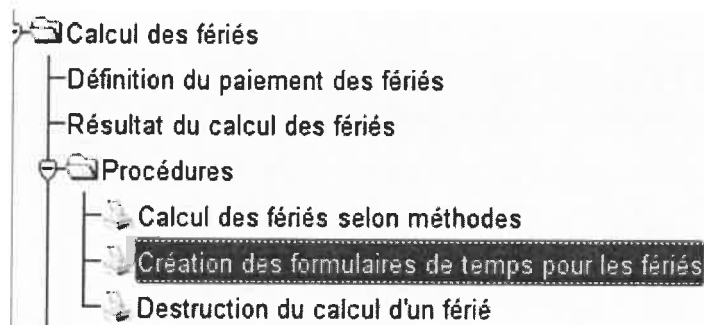 Calcul des fériés
Définition du paiement des fériés
Résultat du calcul des fériés
Procédures
Calcul des fériés selon méthodes
Création des formulaires de temps pour les fériés
Destruction du calcul d'un férié